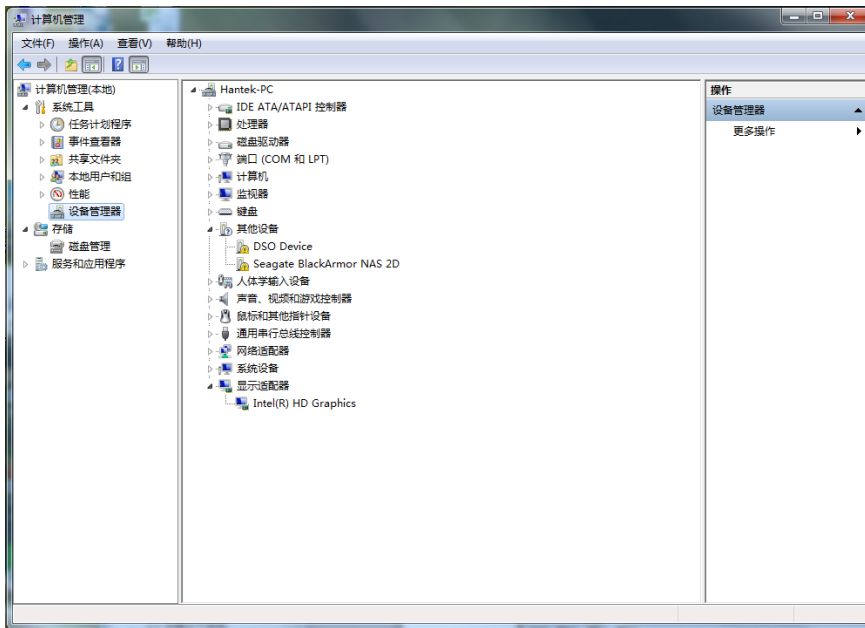 计算机管理
文件(F) 操作(A) 查看(V) 帮助(H)
计算机管理(本地)
系统工具
任务计划程序
事件查看器
共享文件夹
本地用户和组
性能
设备管理器
存储
磁盘管理
服务和应用程序
Hantek-PC
IDE ATA/ATAPI 控制器
处理器
磁盘驱动器
端口 (COM 和 LPT)
计算机
监视器
键盘
其他设备
DSO Device
Seagate BlackArmor NAS 2D
人体学输入设备
声音、视频和游戏控制器
鼠标和其他指针设备
通用串行总线控制器
网络适配器
系统设备
显示适配器
Intel(R) HD Graphics
操作
设备管理器
更多操作